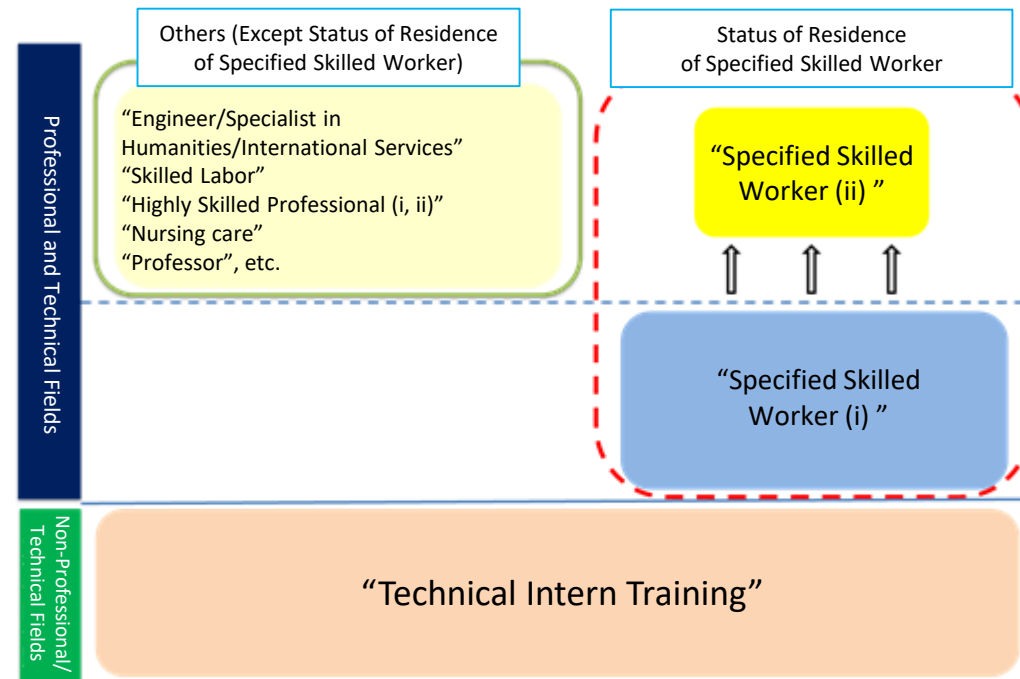 Others (Except Status of Residence
of Specified Skilled Worker)
Status of Residence
of Specified Skilled Worker
Professional and Technical Fields
“Engineer/Specialist in
Humanities/International Services”
“Skilled Labor”
“Highly Skilled Professional (i, ii)”
“Nursing care”
“Professor”, etc.
“Specified Skilled
Worker (ii) ”
“Specified Skilled
Worker (i) ”
Non-Professional/
Technical Fields
“Technical Intern Training”